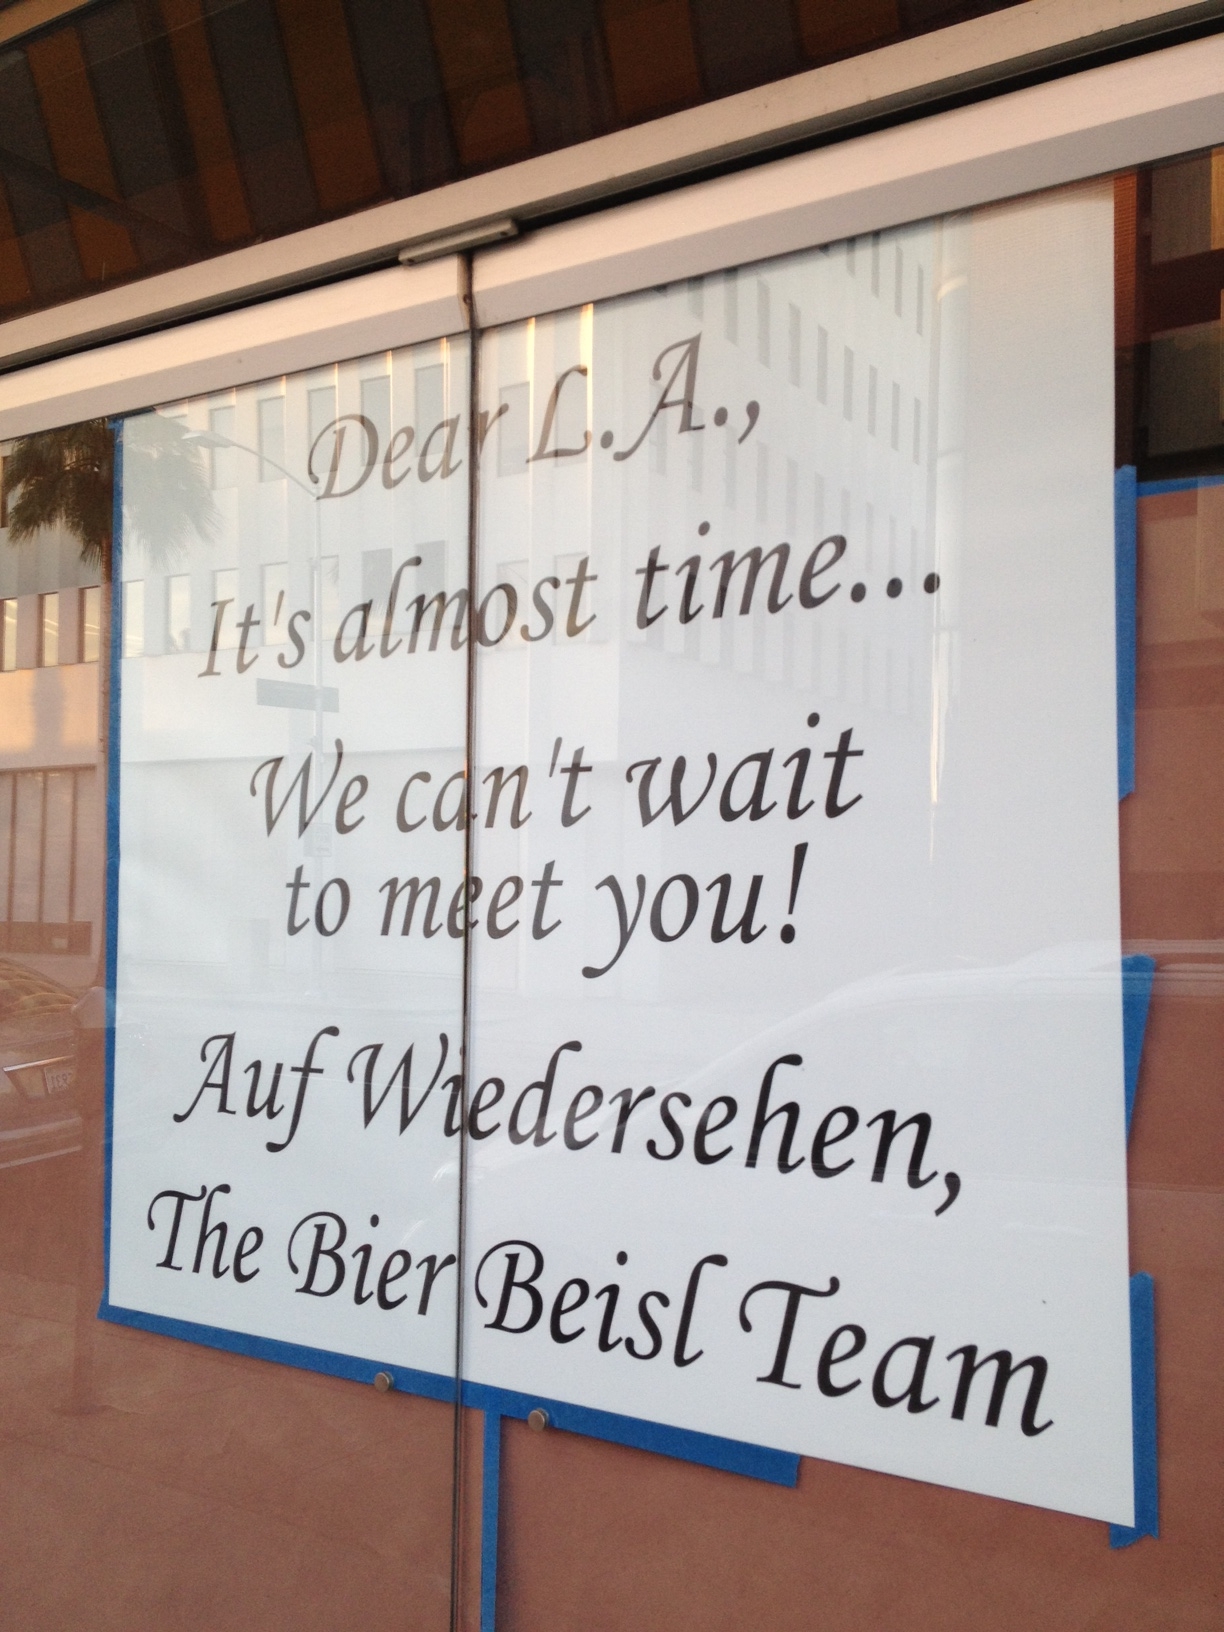 Dear L.A.,
It's almost time...
We can't wait
to meet you!
Auf Wiedersehen,
The Bier Beisl Team